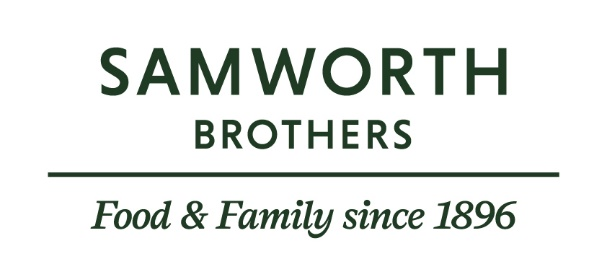 SAMWORTH
BROTHERS
Food & Family since 1896